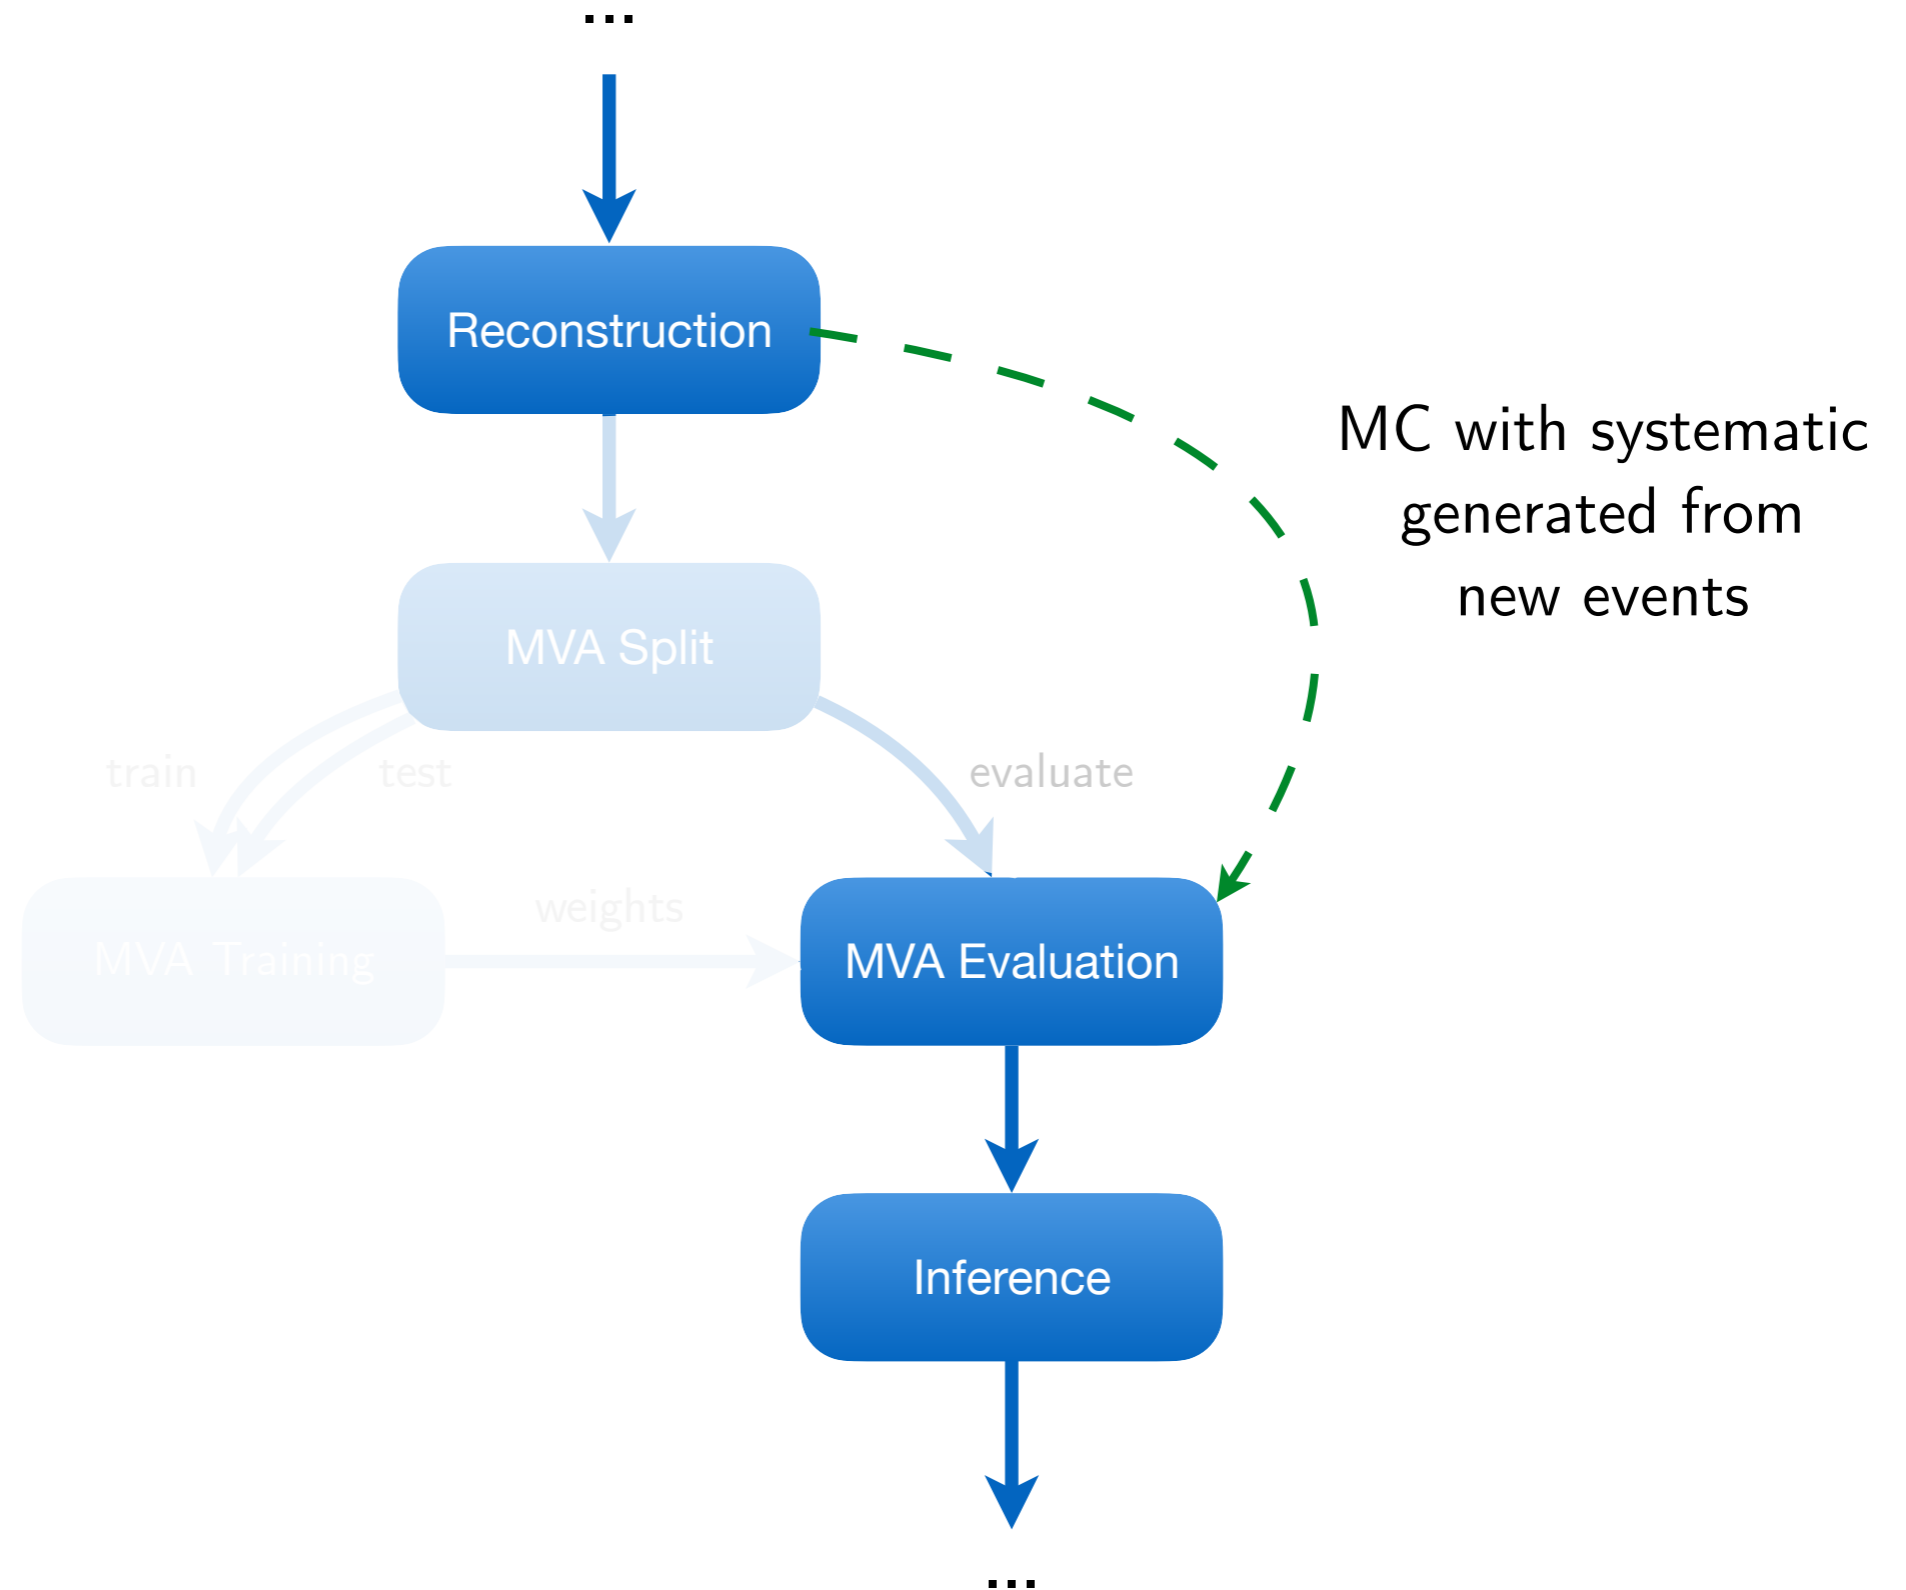 ...
Reconstruction
MC with systematic
generated from
new events
MVA Split
train
test
evaluate
weights
MVA Training
MVA Evaluation
Inference
...